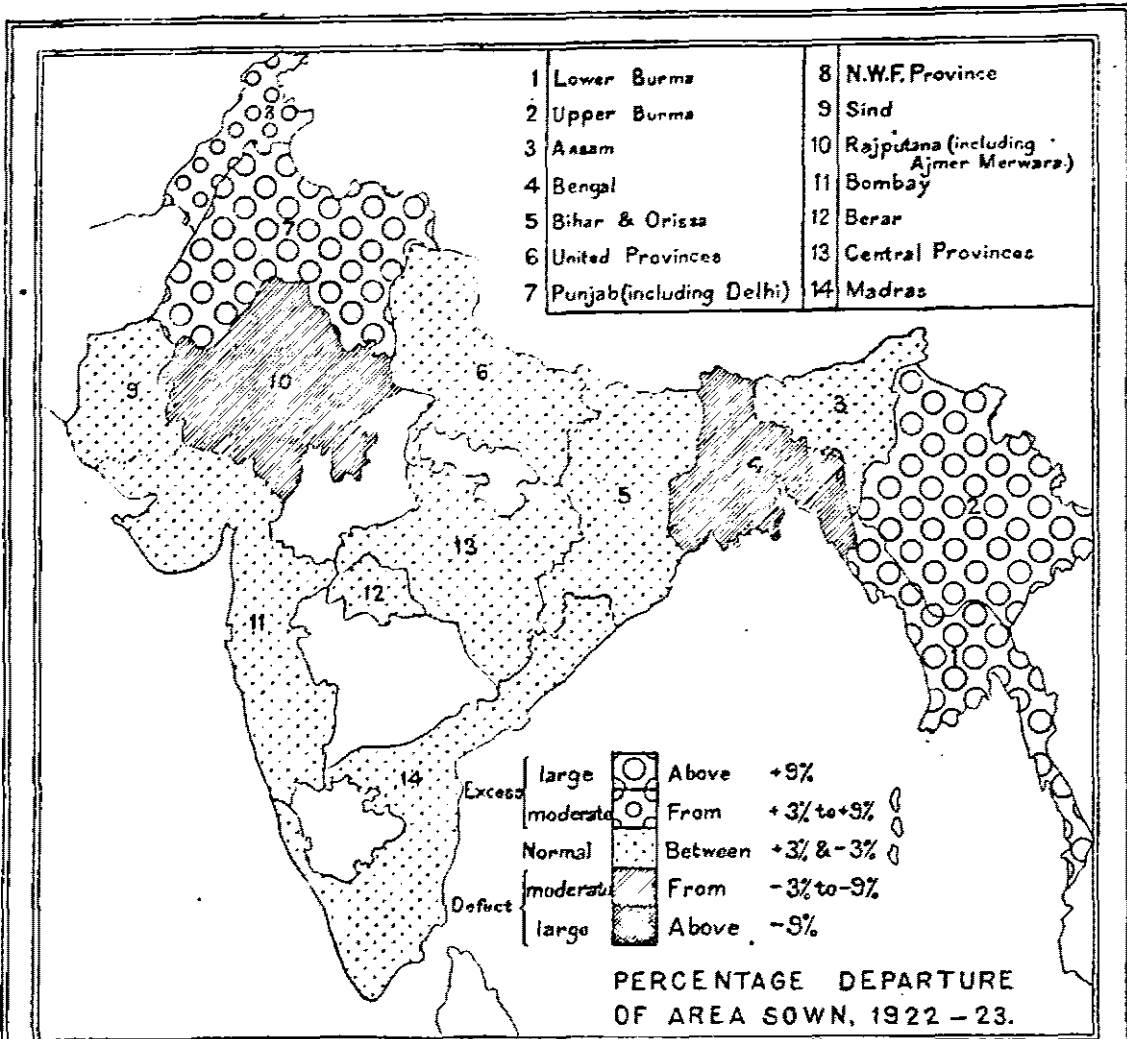 1 Lower Burma
2 Upper Burma
3 Assam
4 Bengal
5 Bihar & Orissa
6 United Provinces
7 Punjab (including Delhi)
8 N.W.F. Province
9 Sind
10 Rajputana (including
Ajmer Merwara.)
11 Bombay
12 Berar
13 Central Provinces
14 Madras
8
7
10
9
6
3
4
5
2
13
12
11
1
14
Excess
large Above +9%
moderate From +3% to +9%
Normal Between +3% & -3%
Defect
moderate From -3% to -9%
large Above -9%
PERCENTAGE DEPARTURE
OF AREA SOWN, 1922-23.